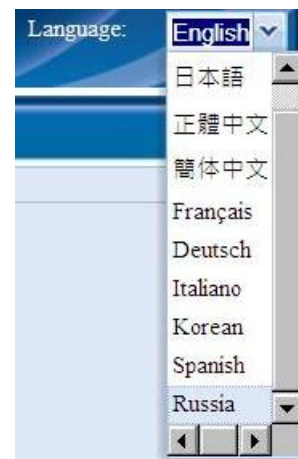 Language: English
日本語
正體中文
簡体中文
Français
Deutsch
Italiano
Korean
Spanish
Russia